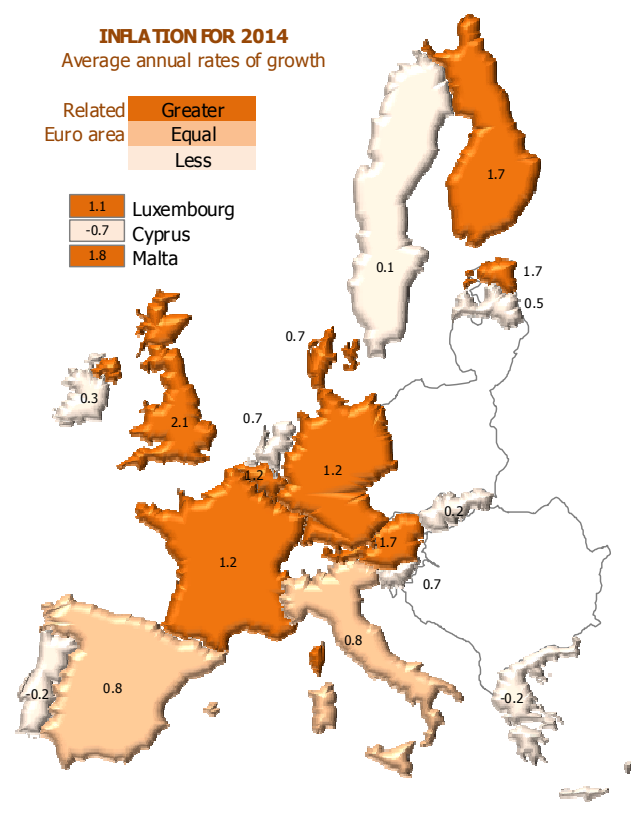 INFLATION FOR 2014
Average annual rates of growth
Related Greater
Euro area Equal
Less
1.1 Luxembourg
-0.7 Cyprus
1.8 Malta
1.7
0.1
1.7
0.5
0.7
0.3
2.1
0.7
1.2
1.2
0.2
1.7
1.2
0.7
0.8
-0.2
0.8
-0.2